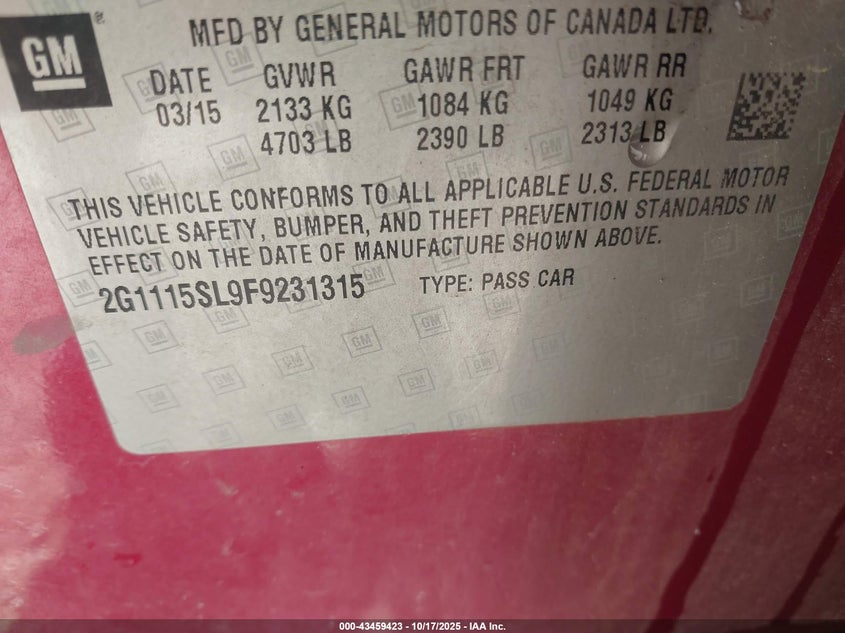 GM ®
MFD BY GENERAL MOTORS OF CANADA LTD.
DATE GVWR GAWR FRT GAWR RR
03/15 2133 KG 1084 KG 1049 KG
4703 LB 2390 LB 2313 LB
THIS VEHICLE CONFORMS TO ALL APPLICABLE U.S. FEDERAL MOTOR
VEHICLE SAFETY, BUMPER, AND THEFT PREVENTION STANDARDS IN
EFFECT ON THE DATE OF MANUFACTURE SHOWN ABOVE.
2G1115SL9F9231315 TYPE: PASS CAR
000-43459423 | 10/17/2025 - IAA Inc.